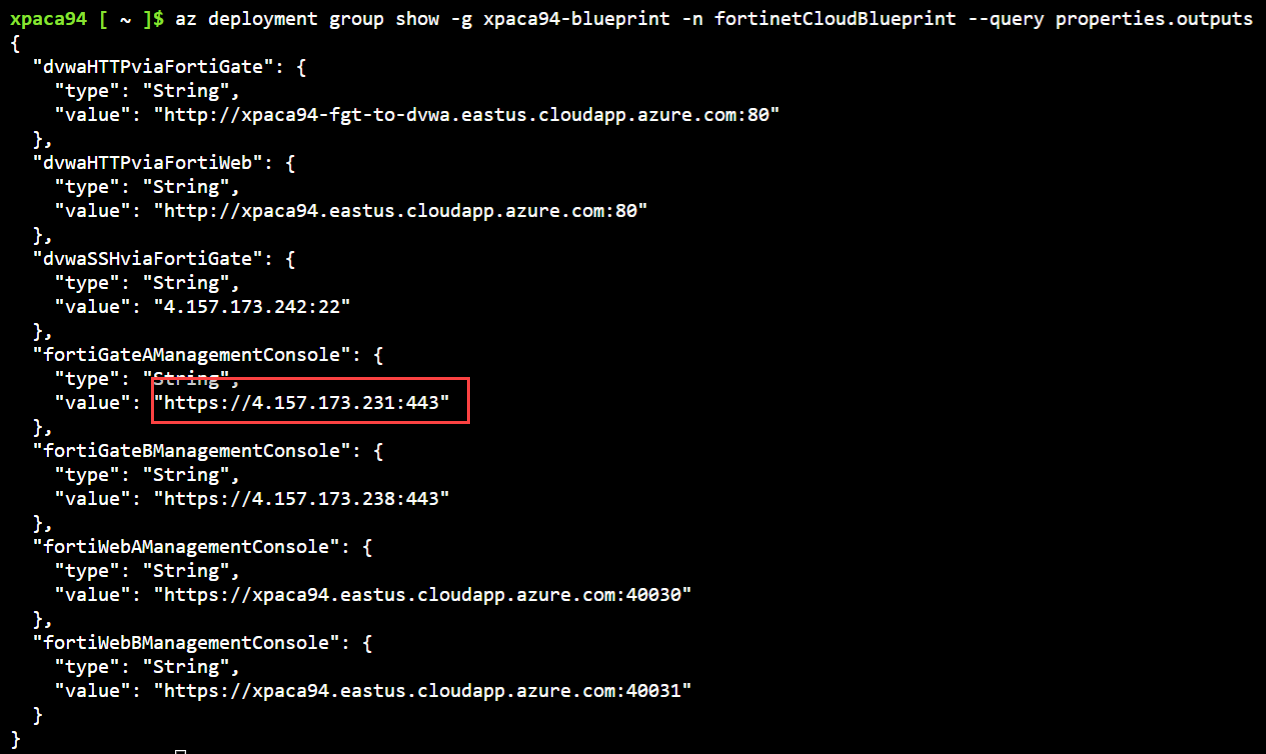 xpaca94 [ ~ ]$ az deployment group show -g xpaca94-blueprint -n fortinetCloudBlueprint --query properties.outputs
{
  "dvwaHTTPviaFortiGate": {
    "type": "String",
    "value": "http://xpaca94-fgt-to-dvwa.eastus.cloudapp.azure.com:80"
  },
  "dvwaHTTPviaFortiWeb": {
    "type": "String",
    "value": "http://xpaca94.eastus.cloudapp.azure.com:80"
  },
  "dvwaSSHviaFortiGate": {
    "type": "String",
    "value": "4.157.173.242:22"
  },
  "fortiGateAManagementConsole": {
    "type": "String",
    "value": "https://4.157.173.231:443"
  },
  "fortiGateBManagementConsole": {
    "type": "String",
    "value": "https://4.157.173.238:443"
  },
  "fortiWebAManagementConsole": {
    "type": "String",
    "value": "https://xpaca94.eastus.cloudapp.azure.com:40030"
  },
  "fortiWebBManagementConsole": {
    "type": "String",
    "value": "https://xpaca94.eastus.cloudapp.azure.com:40031"
  }
}